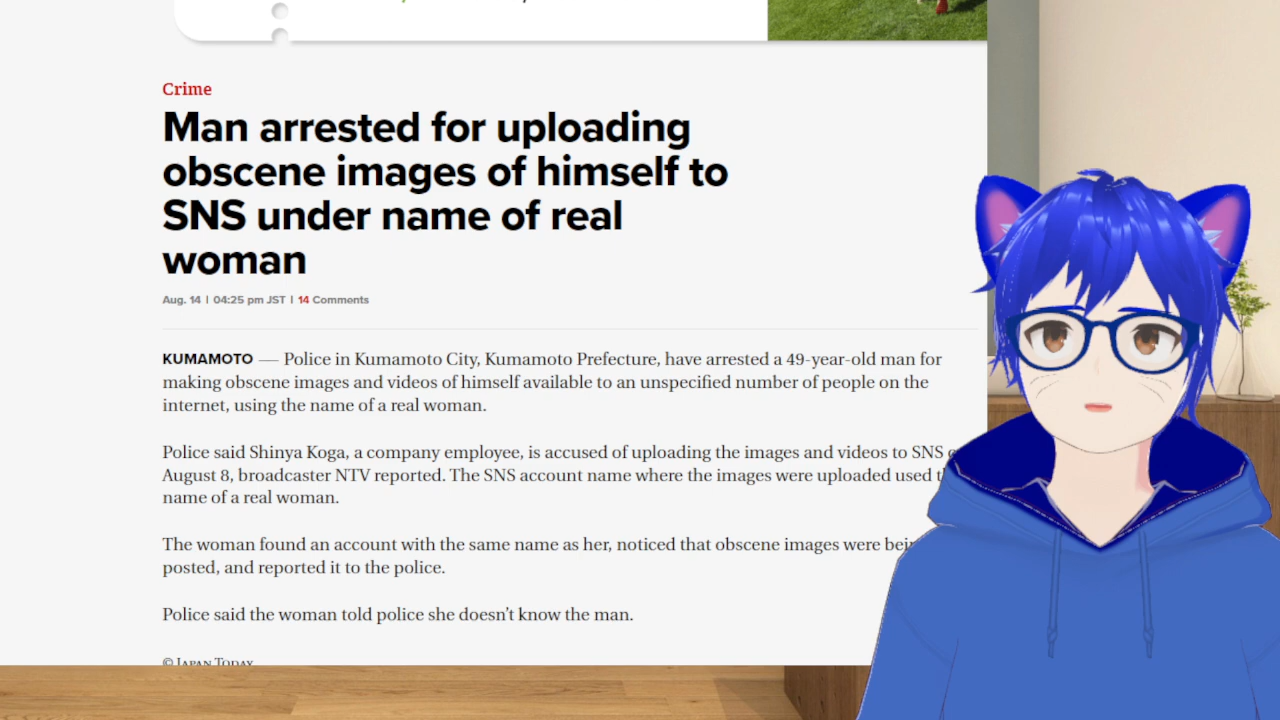 Crime
Man arrested for uploading
obscene images of himself to
SNS under name of real
woman
Aug. 14 | 04:25 pm JST | 14 Comments
KUMAMOTO — Police in Kumamoto City, Kumamoto Prefecture, have arrested a 49-year-old man for
making obscene images and videos of himself available to an unspecified number of people on the
internet, using the name of a real woman.
Police said Shinya Koga, a company employee, is accused of uploading the images and videos to SNS
August 8, broadcaster NTV reported. The SNS account name where the images were uploaded used
name of a real woman.
The woman found an account with the same name as her, noticed that obscene images were
posted, and reported it to the police.
Police said the woman told police she doesn’t know the man.
© Japan Today